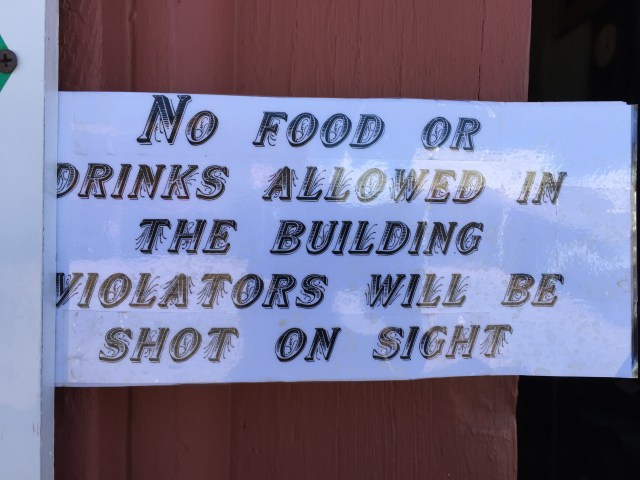 No food or
drinks allowed in
the building
violators will be
shot on sight